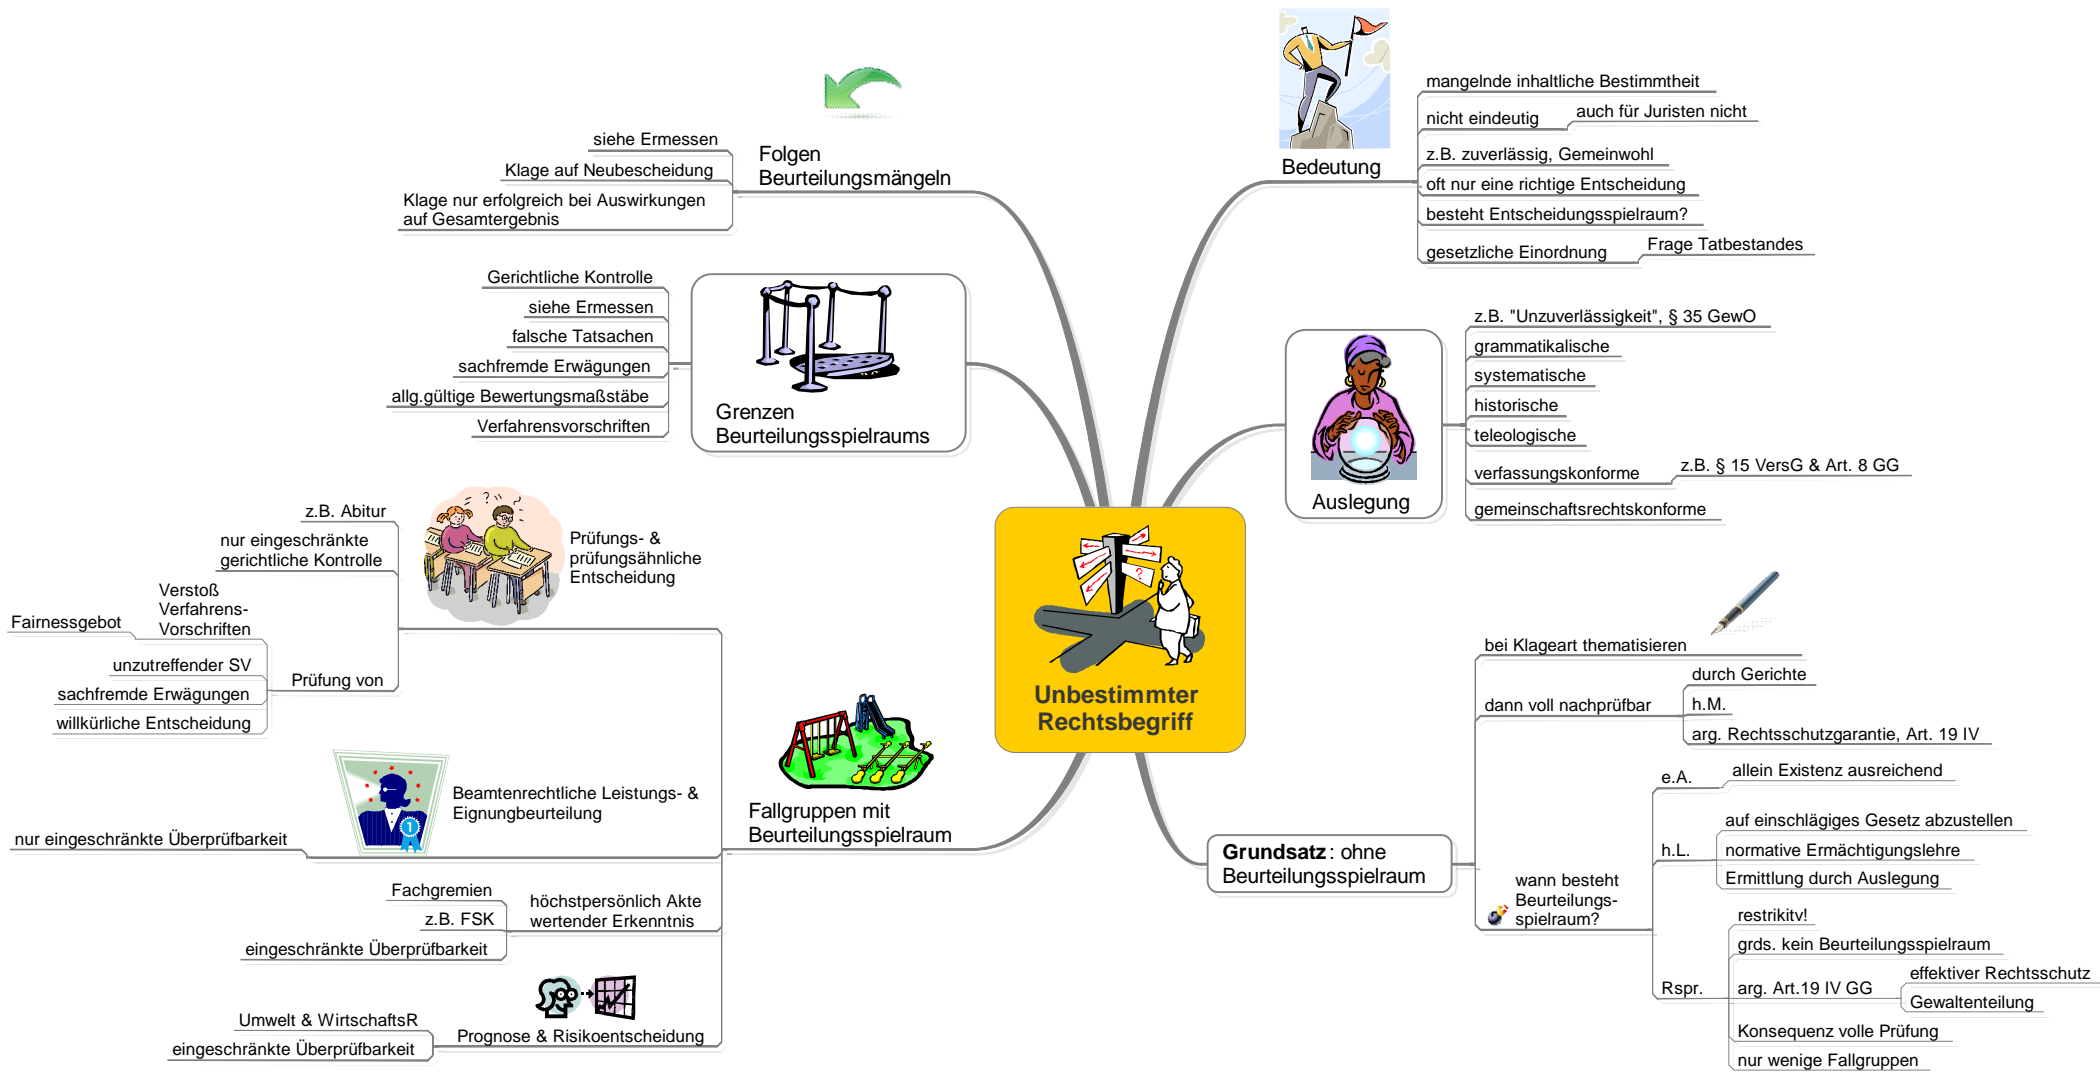 Unbestimmter
Rechtsbegriff
Bedeutung
mangelnde inhaltliche Bestimmtheit
nicht eindeutig
auch für Juristen nicht
z.B. zuverlässig, Gemeinwohl
oft nur eine richtige Entscheidung
besteht Entscheidungsspielraum?
gesetzliche Einordnung
Frage Tatbestandes
Auslegung
z.B. "Unzuverlässigkeit", § 35 GewO
grammatikalische
systematische
historische
teleologische
verfassungskonforme
z.B. § 15 VersG & Art. 8 GG
gemeinschaftsrechtskonforme
Grundsatz: ohne
Beurteilungsspielraum
bei Klageart thematisieren
dann voll nachprüfbar
durch Gerichte
h.M.
arg. Rechtsschutzgarantie, Art. 19 IV
wann besteht
Beurteilungs-
spielraum?
e.A.
allein Existenz ausreichend
h.L.
auf einschlägiges Gesetz abzustellen
normative Ermächtigungslehre
Ermittlung durch Auslegung
Rspr.
restrikitv!
grds. kein Beurteilungsspielraum
arg. Art.19 IV GG
effektiver Rechtsschutz
Gewaltenteilung
Konsequenz volle Prüfung
nur wenige Fallgruppen
Folgen
Beurteilungsmängeln
siehe Ermessen
Klage auf Neubescheidung
Klage nur erfolgreich bei Auswirkungen
auf Gesamtergebnis
Grenzen
Beurteilungsspielraums
Gerichtliche Kontrolle
siehe Ermessen
falsche Tatsachen
sachfremde Erwägungen
allg.gültige Bewertungsmaßstäbe
Verfahrensvorschriften
Fallgruppen mit
Beurteilungsspielraum
Prüfungs- &
prüfungsähnliche
Entscheidung
z.B. Abitur
nur eingeschränkte
gerichtliche Kontrolle
Prüfung von
Verstoß
Verfahrens-
Vorschriften
Fairnessgebot
unzutreffender SV
sachfremde Erwägungen
willkürliche Entscheidung
Beamtenrechtliche Leistungs- &
Eignungbeurteilung
1
nur eingeschränkte Überprüfbarkeit
höchstpersönlich Akte
wertender Erkenntnis
Fachgremien
z.B. FSK
eingeschränkte Überprüfbarkeit
Prognose & Risikoentscheidung
Umwelt & WirtschaftsR
eingeschränkte Überprüfbarkeit